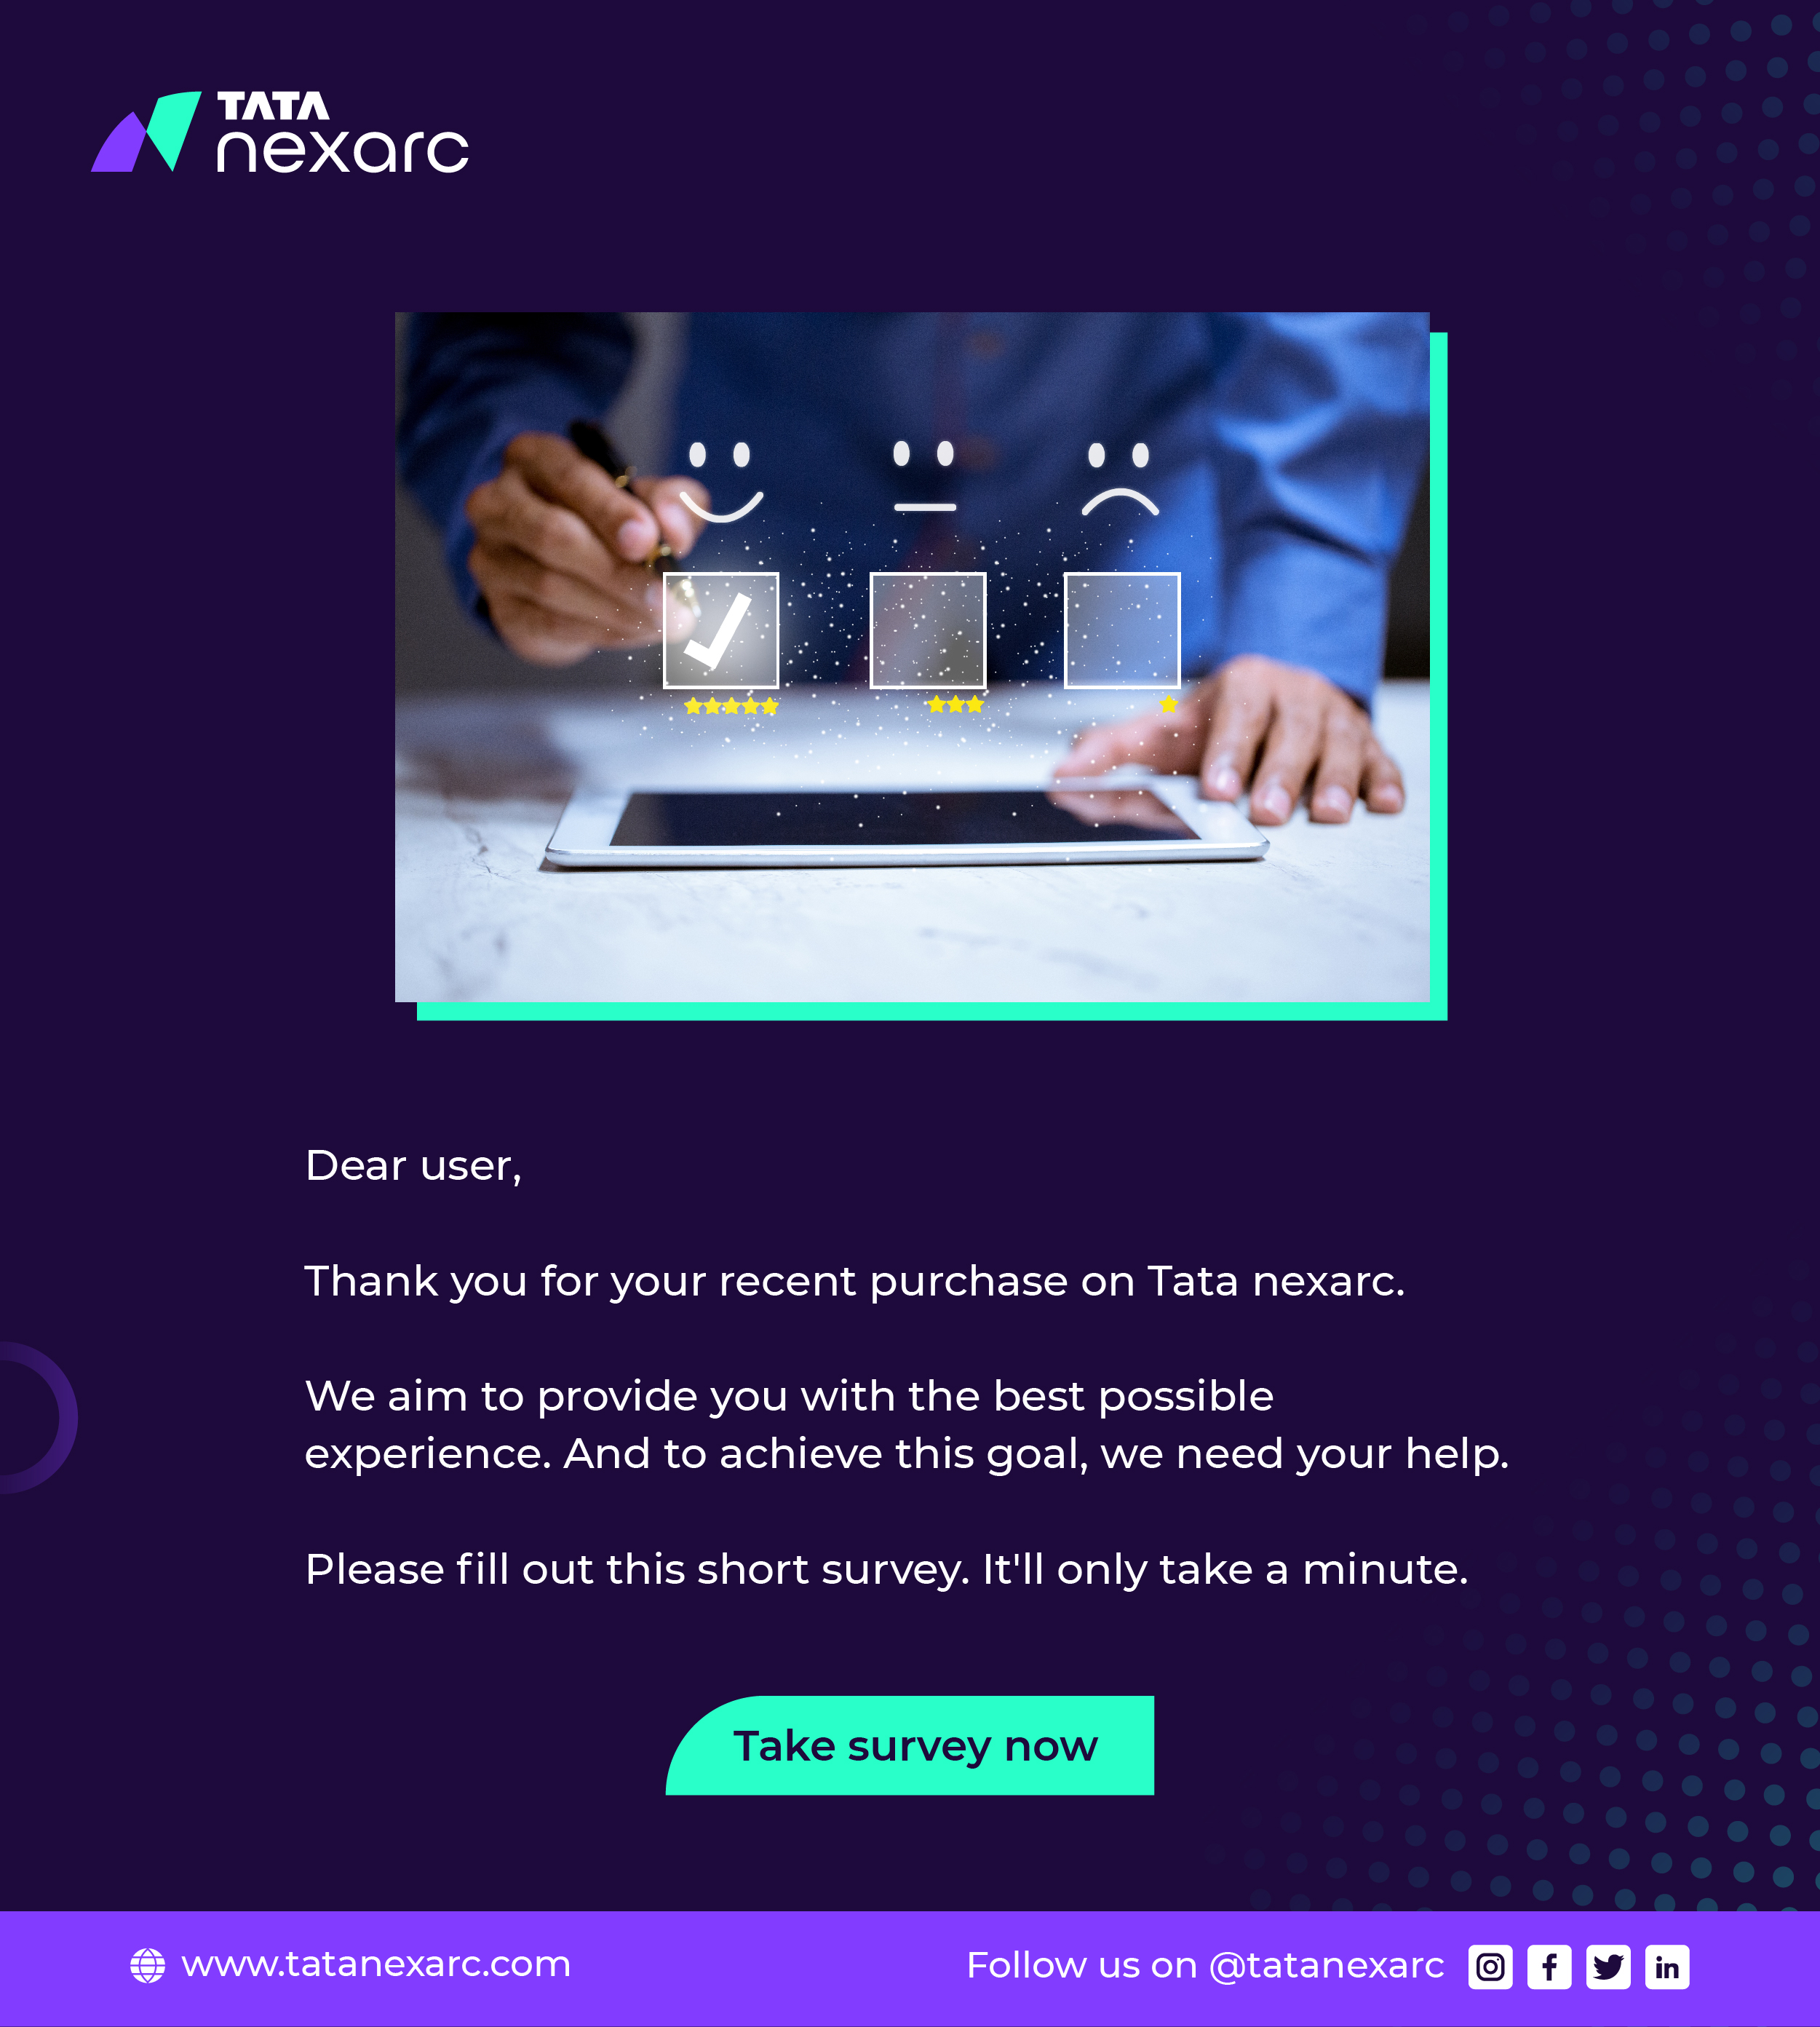 TATA
nexarc
Dear user,
Thank you for your recent purchase on Tata nexarc.
We aim to provide you with the best possible
experience. And to achieve this goal, we need your help.
Please fill out this short survey. It'll only take a minute.
Take survey now
www.tatanexarc.com
Follow us on @tatanexarc